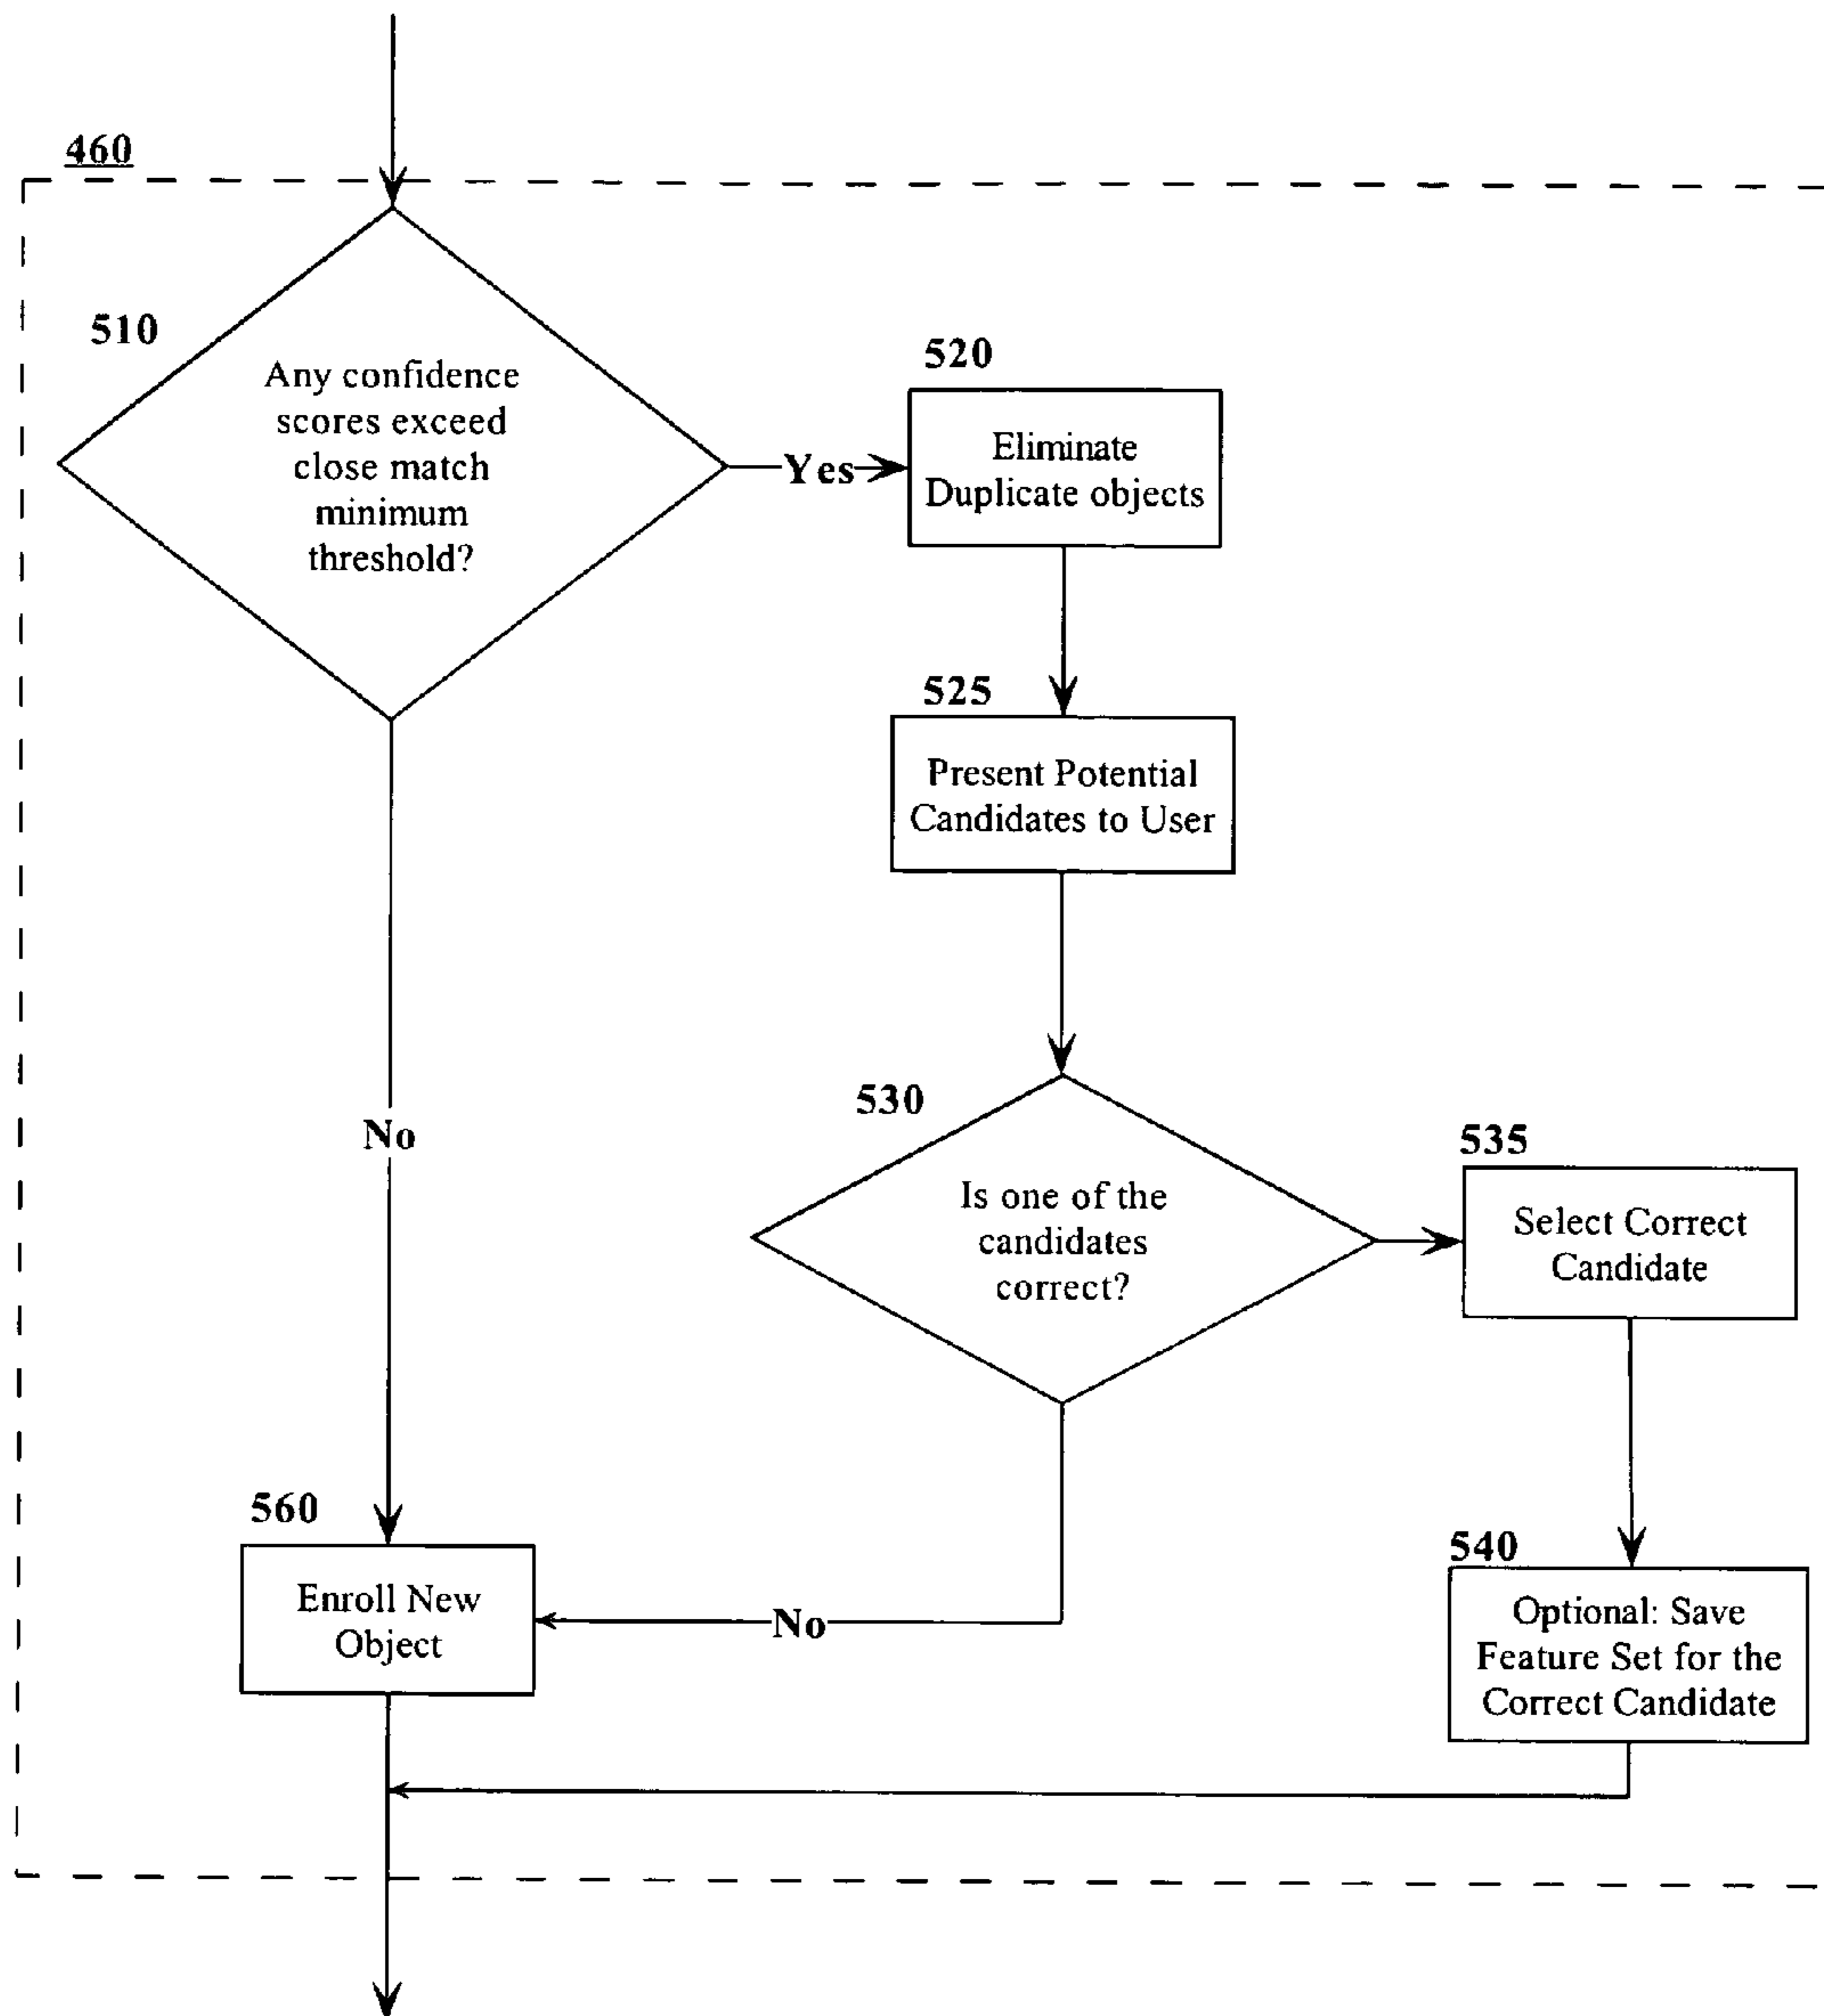 460
510
Any confidence
scores exceed
close match
minimum
threshold?
Yes
520
Eliminate
Duplicate objects
525
Present Potential
Candidates to User
530
Is one of the
candidates
correct?
535
Select Correct
Candidate
No
540
Optional: Save
Feature Set for the
Correct Candidate
560
Enroll New
Object
No